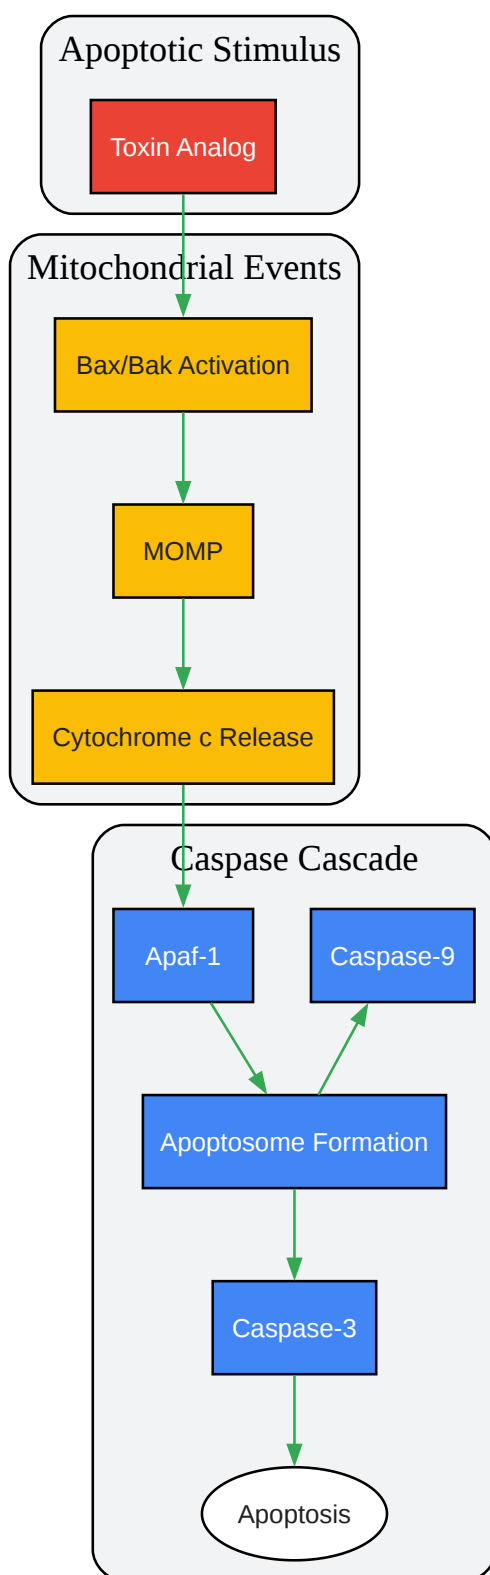 Apoptotic Stimulus
Toxin Analog
Mitochondrial Events
Bax/Bak Activation
MOMP
Cytochrome c Release
Caspase Cascade
Apaf-1
Caspase-9
Apoptosome Formation
Caspase-3
Apoptosis